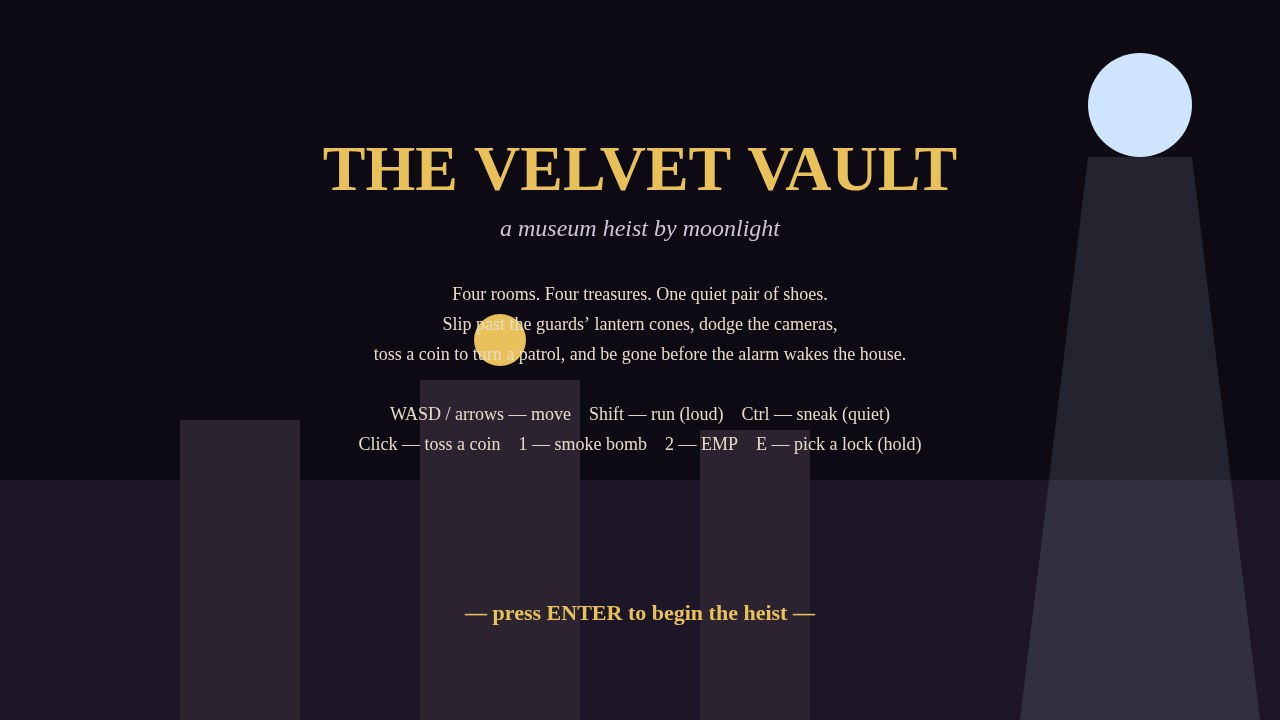 THE VELVET VAULT
a museum heist by moonlight
Four rooms. Four treasures. One quiet pair of shoes.
Slip past the guards’ lantern cones, dodge the cameras,
toss a coin to turn a patrol, and be gone before the alarm wakes the house.
WASD / arrows — move Shift — run (loud) Ctrl — sneak (quiet)
Click — toss a coin 1 — smoke bomb 2 — EMP E — pick a lock (hold)
— press ENTER to begin the heist —